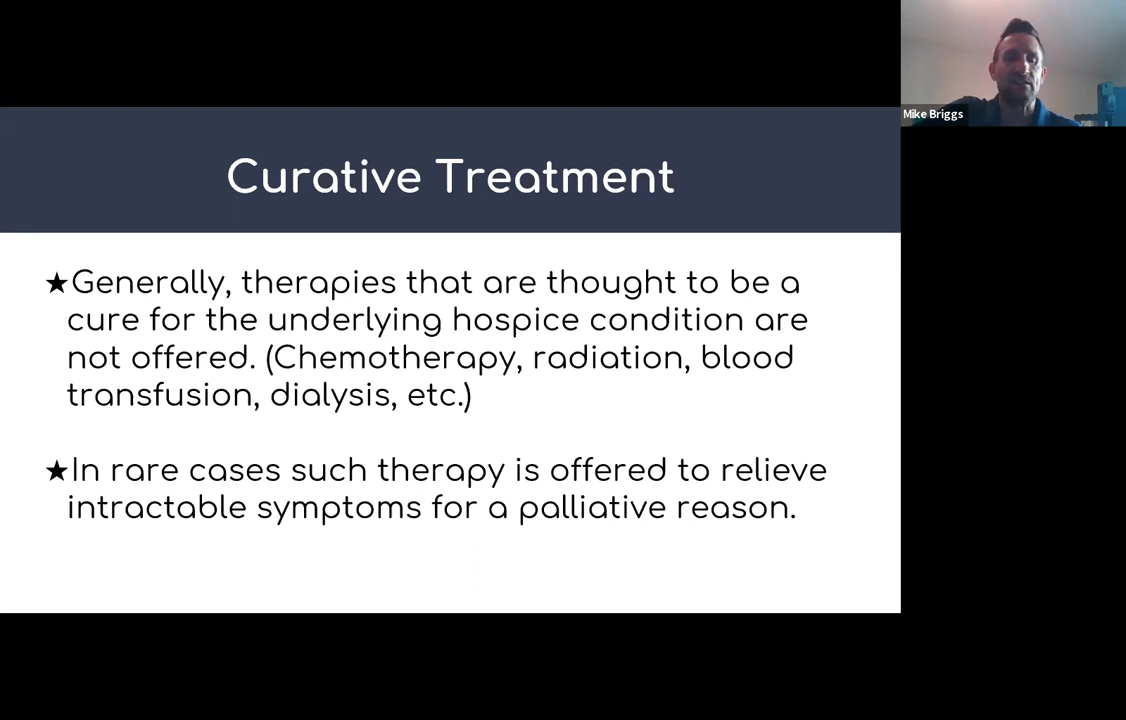 Mike Briggs
Curative Treatment
★Generally, therapies that are thought to be a
cure for the underlying hospice condition are
not offered. (Chemotherapy, radiation, blood
transfusion, dialysis, etc.)
★In rare cases such therapy is offered to relieve
intractable symptoms for a palliative reason.